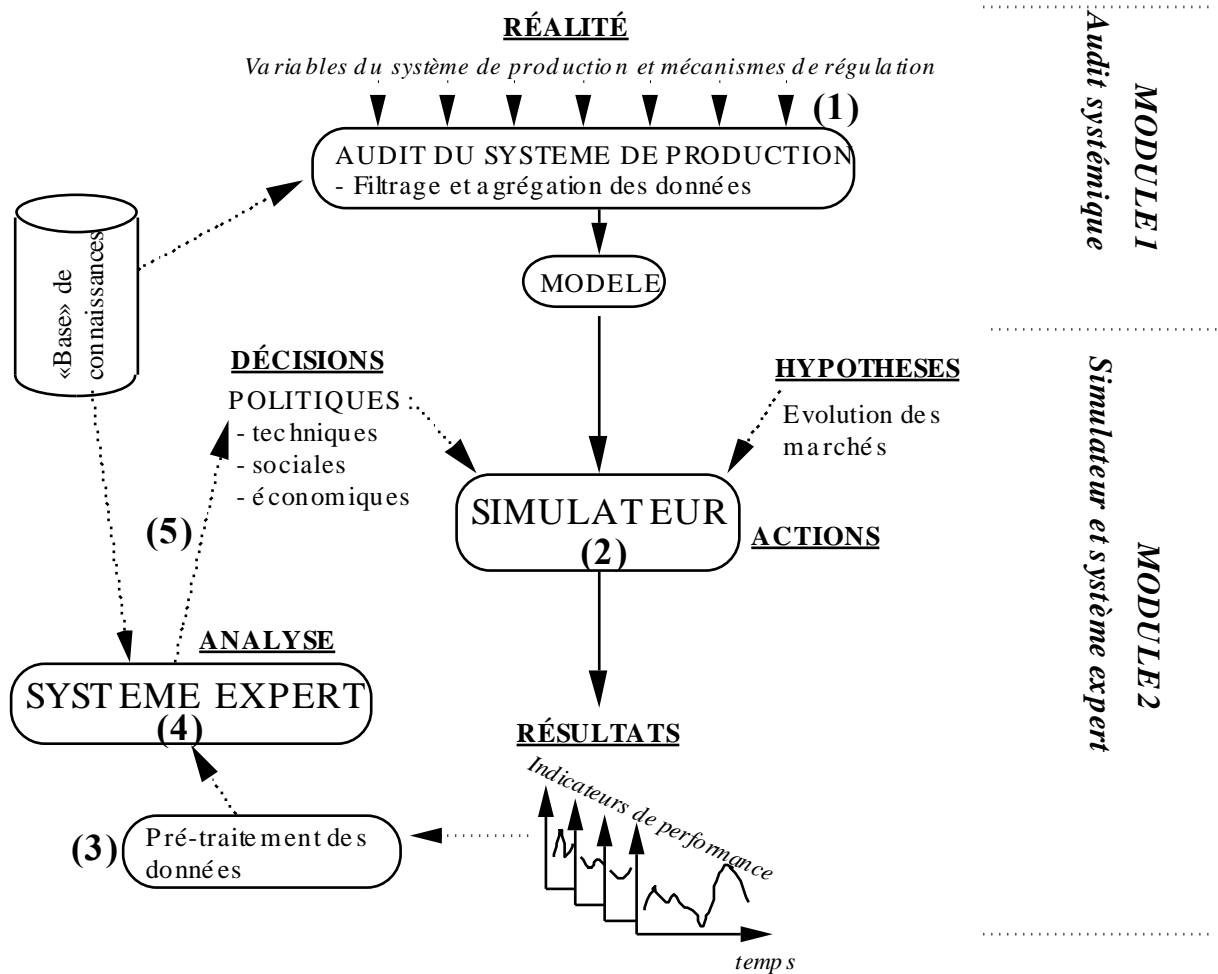 RÉALITÉ
Variables du système de production et mécanismes de régulation
(1)
AUDIT DU SYSTEME DE PRODUCTION
- Filtrage et agrégation des données
MODELE
«Base» de
connaissances
DÉCISIONS
POLITIQUES :
- techniques
- sociales
- économiques
HYPOTHESES
Evolution des
marchés
SIMULATEUR
(2)
ACTIONS
(5)
ANALYSE
SYSTEME EXPERT
(4)
RÉSULTATS
Indicateurs de performance
temps
(3)
Pré-traitement des
données
MODULE 1
Audit systémique
MODULE 2
Simulateur et système expert